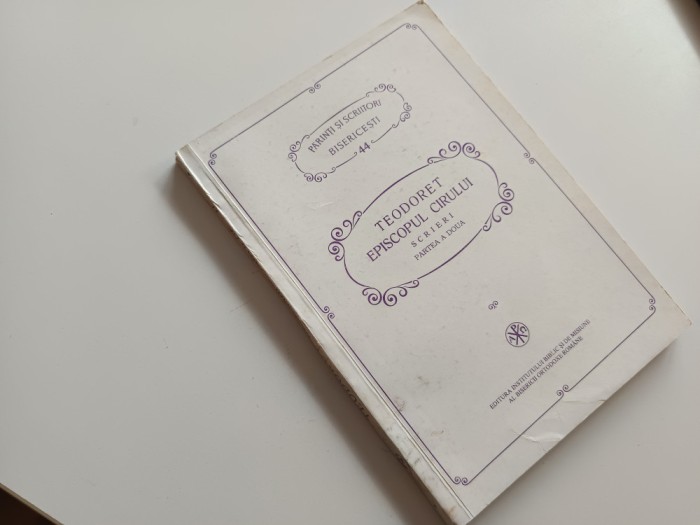 PĂRINȚI ȘI SCRIITORI
BISERICEȘTI
44
TEODORET
EPISCOPUL CIRULUI
SCRIERI
PARTEA A DOUA
EDITURA INSTITUTULUI BIBLIC ȘI DE MISIUNE
AL BISERICII ORTODOXE ROMÂNE